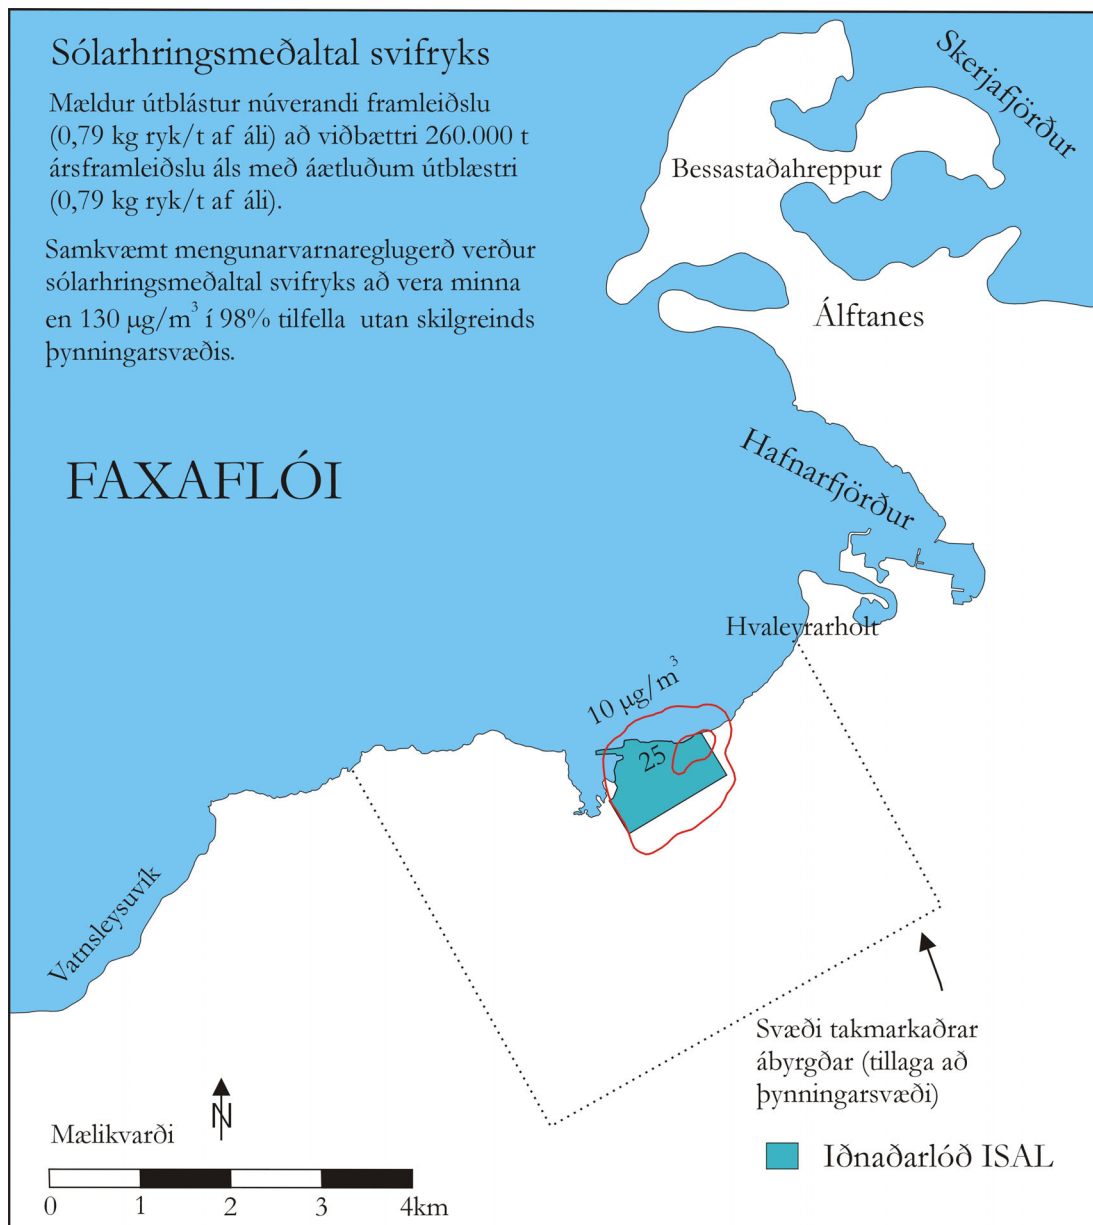 Sólarhringsmeðaltal svifryks
Mældur útblástur núverandi framleiðslu
(0,79 kg ryk/t af áli) að viðbættri 260.000 t
ársframleiðslu áls með áætluðum útblæstri
(0,79 kg ryk/t af áli).
Samkvæmt mengunarvarnareglugerð verður
sólarhringsmeðaltal svifryks að vera minna
en 130 µg/m³ í 98% tilfella utan skilgreinds
þynningarsvæðis.
Skerjafjörður
Bessastaðahreppur
Álftanes
Hafnarfjörður
FAXAFLÓI
Hvaleyrarholt
10 µg/m³
25
Vatnsleysuvík
Svæði takmarkaðrar
ábyrgðar (tillaga að
þynningarsvæði)
N
Mælikvarði
0 1 2 3 4km
Iðnaðarlóð ISAL